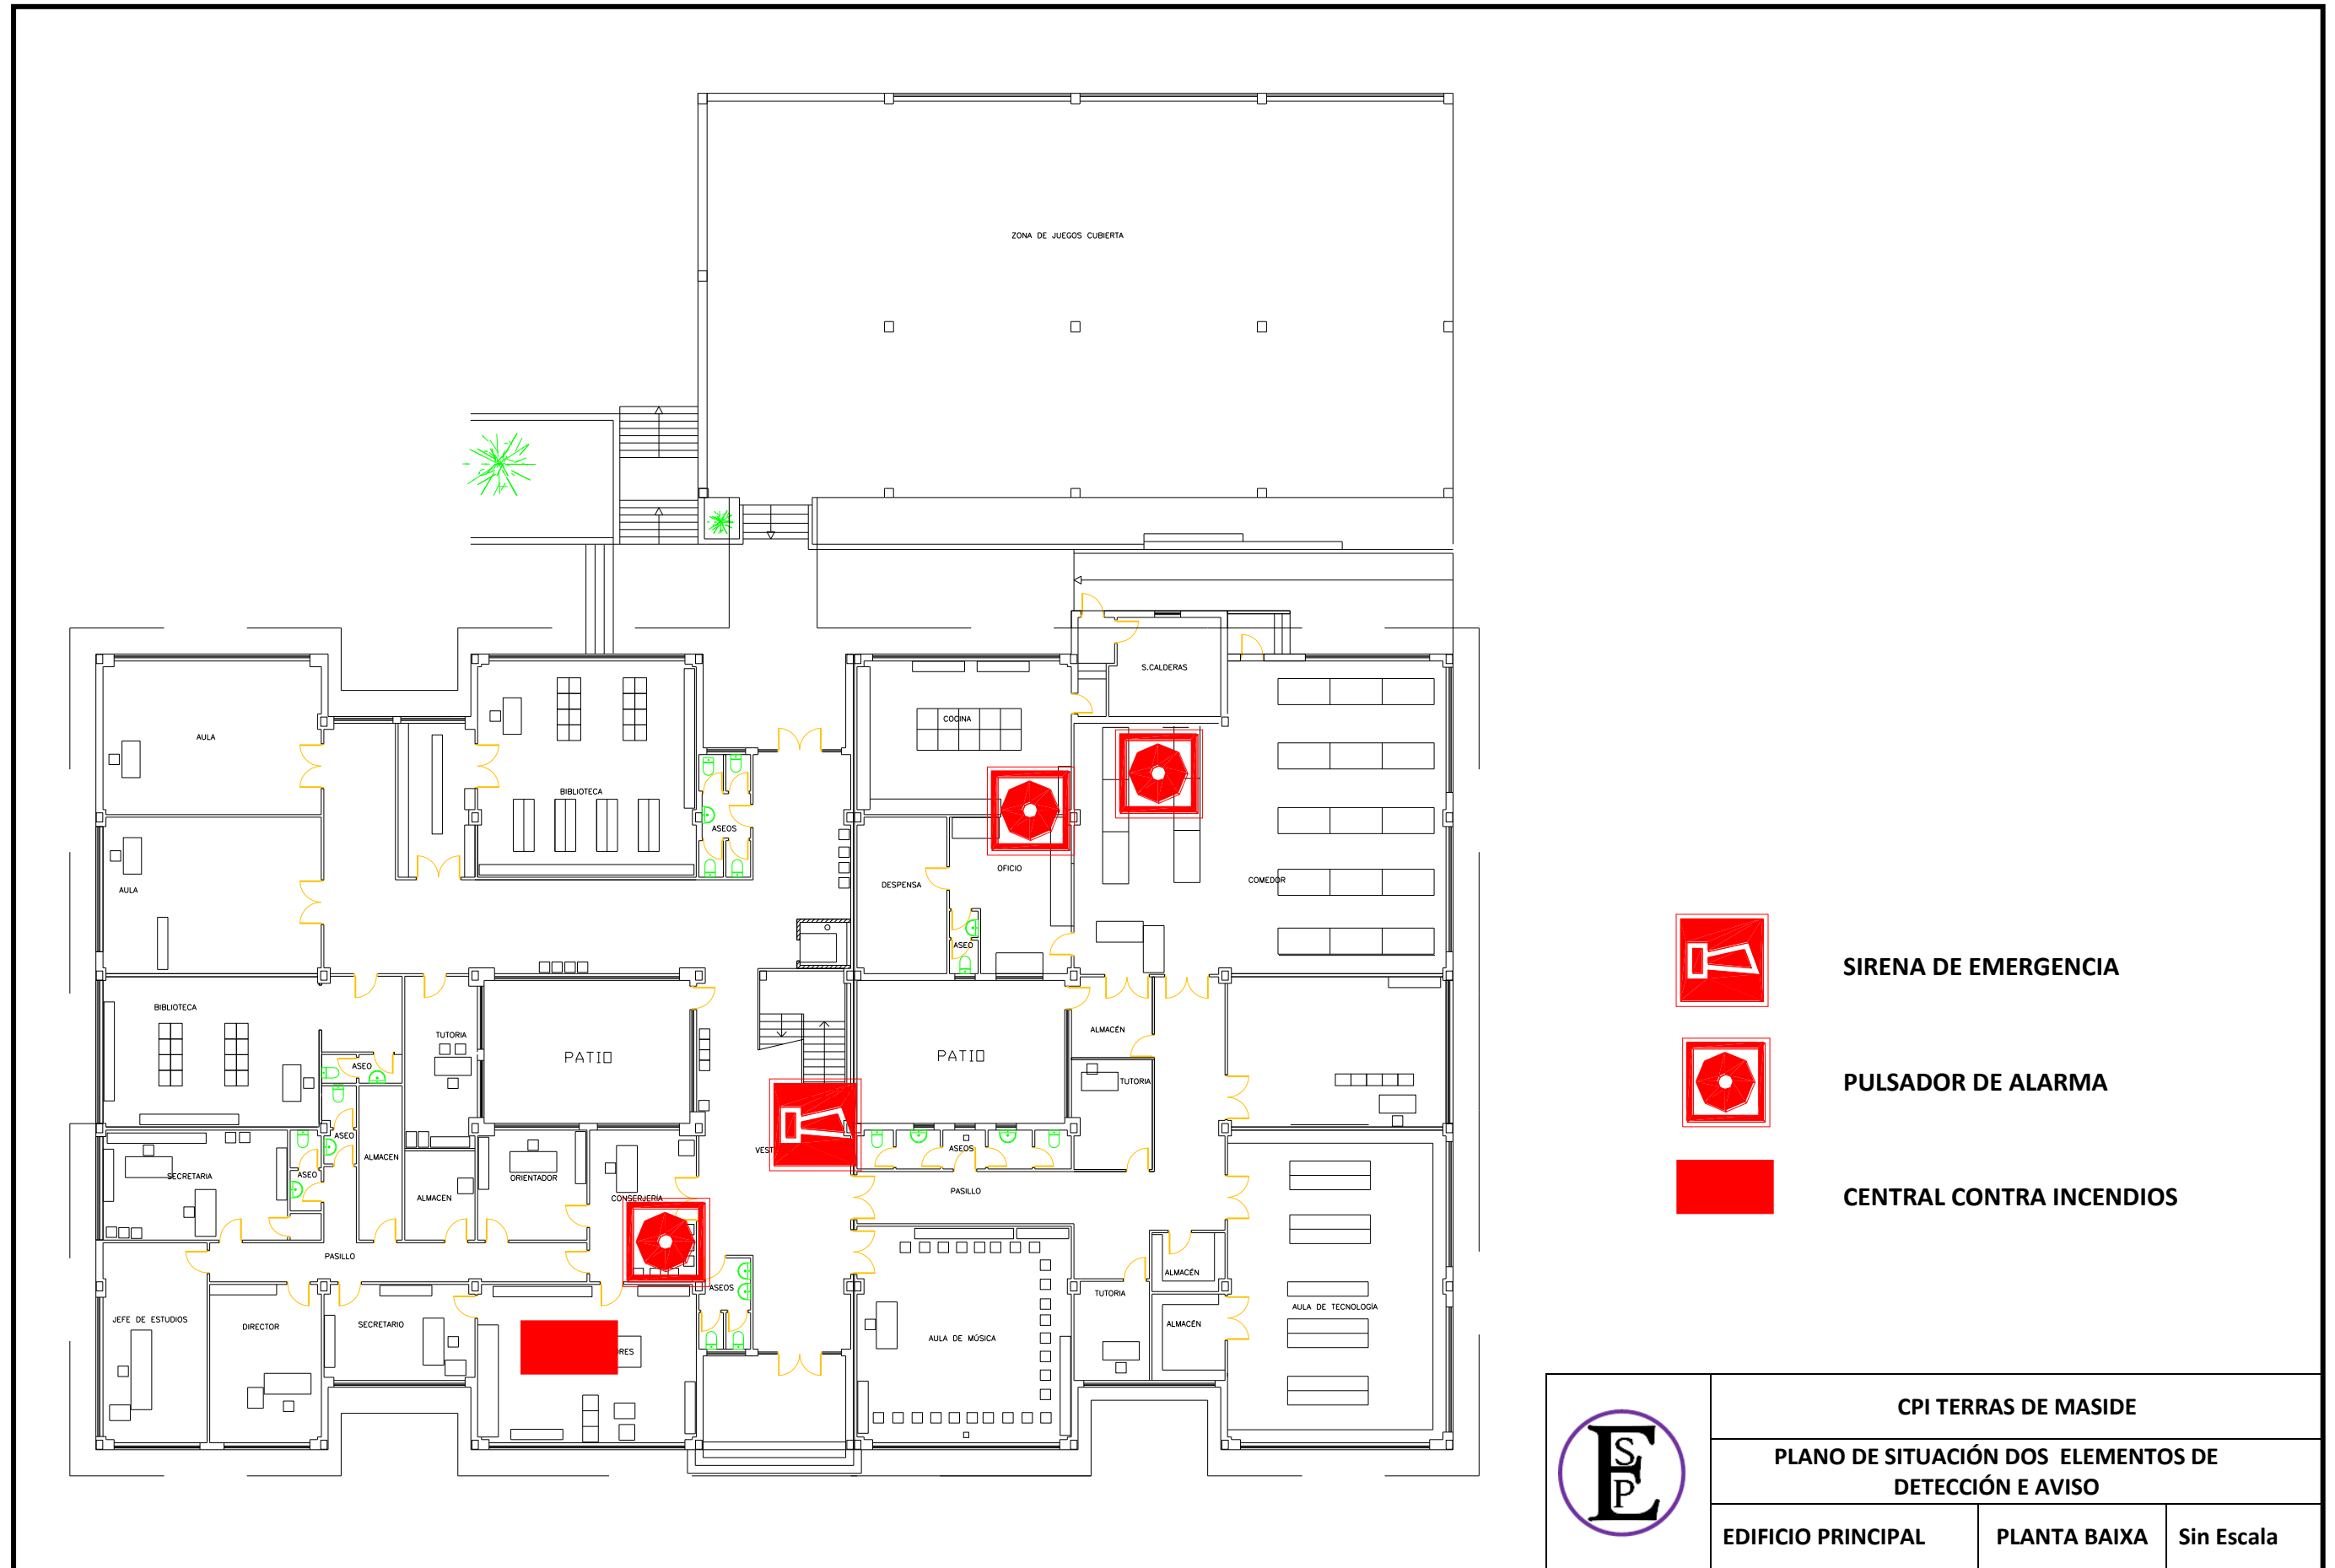 ZONA DE JUEGOS CUBIERTA
S.CALDERAS
COCINA
AULA
BIBLIOTECA
ASEOS
OFICIO
DESPENSA
COMEDOR
AULA
ASEO
BIBLIOTECA
TUTORIA
PATIO
PATIO
ALMACÉN
ASEO
TUTORIA
ASEO
ALMACEN
VEST
ASEOS
SECRETARIA
ASEO
ORIENTADOR
ALMACEN
CONSERJERÍA
PASILLO
PASILLO
ASEOS
ALMACÉN
JEFE DE ESTUDIOS
DIRECTOR
SECRETARIO
RES
AULA DE MÚSICA
TUTORIA
ALMACÉN
AULA DE TECNOLOGÍA
SIRENA DE EMERGENCIA
PULSADOR DE ALARMA
CENTRAL CONTRA INCENDIOS
ESP
CPI TERRAS DE MASIDE
PLANO DE SITUACIÓN DOS ELEMENTOS DE
DETECCIÓN E AVISO
EDIFICIO PRINCIPAL
PLANTA BAIXA
Sin Escala